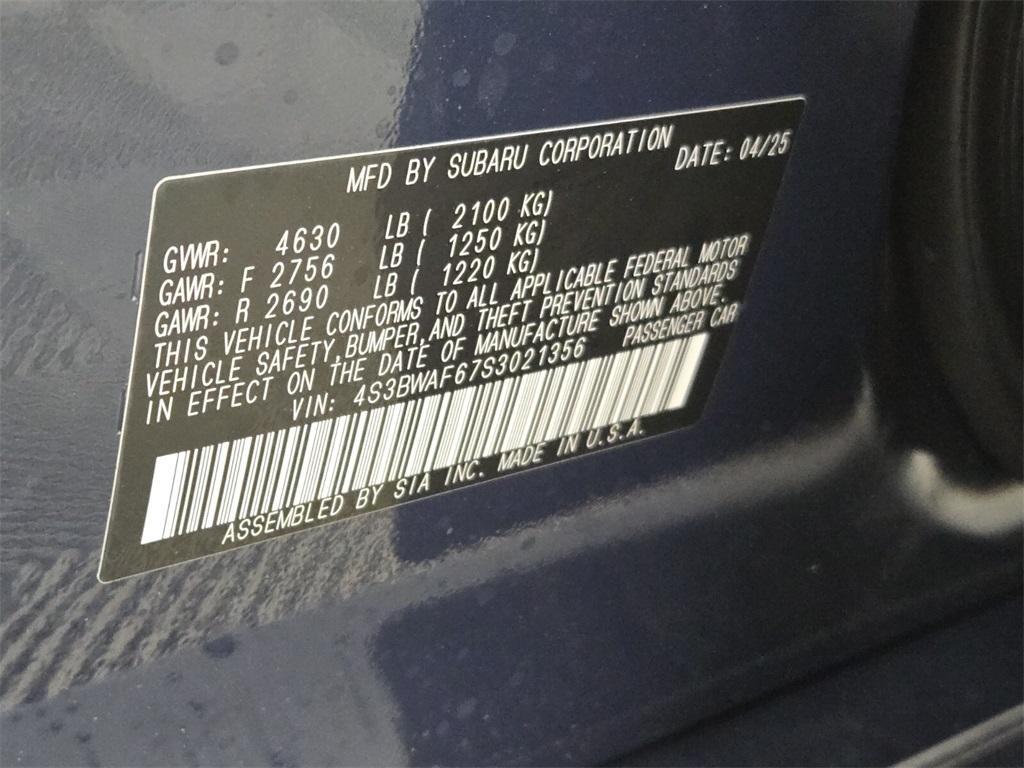 MFD BY SUBARU CORPORATION DATE: 04/25
GVWR: 4630 LB ( 2100 KG)
GAWR: F 2756 LB ( 1250 KG)
GAWR: R 2690 LB ( 1220 KG)
THIS VEHICLE CONFORMS TO ALL APPLICABLE FEDERAL MOTOR
VEHICLE SAFETY, BUMPER, AND THEFT PREVENTION STANDARDS
IN EFFECT ON THE DATE OF MANUFACTURE SHOWN ABOVE.
VIN: 4S3BWAF67S3021356 PASSENGER CAR
ASSEMBLED BY SIA INC. MADE IN U.S.A.